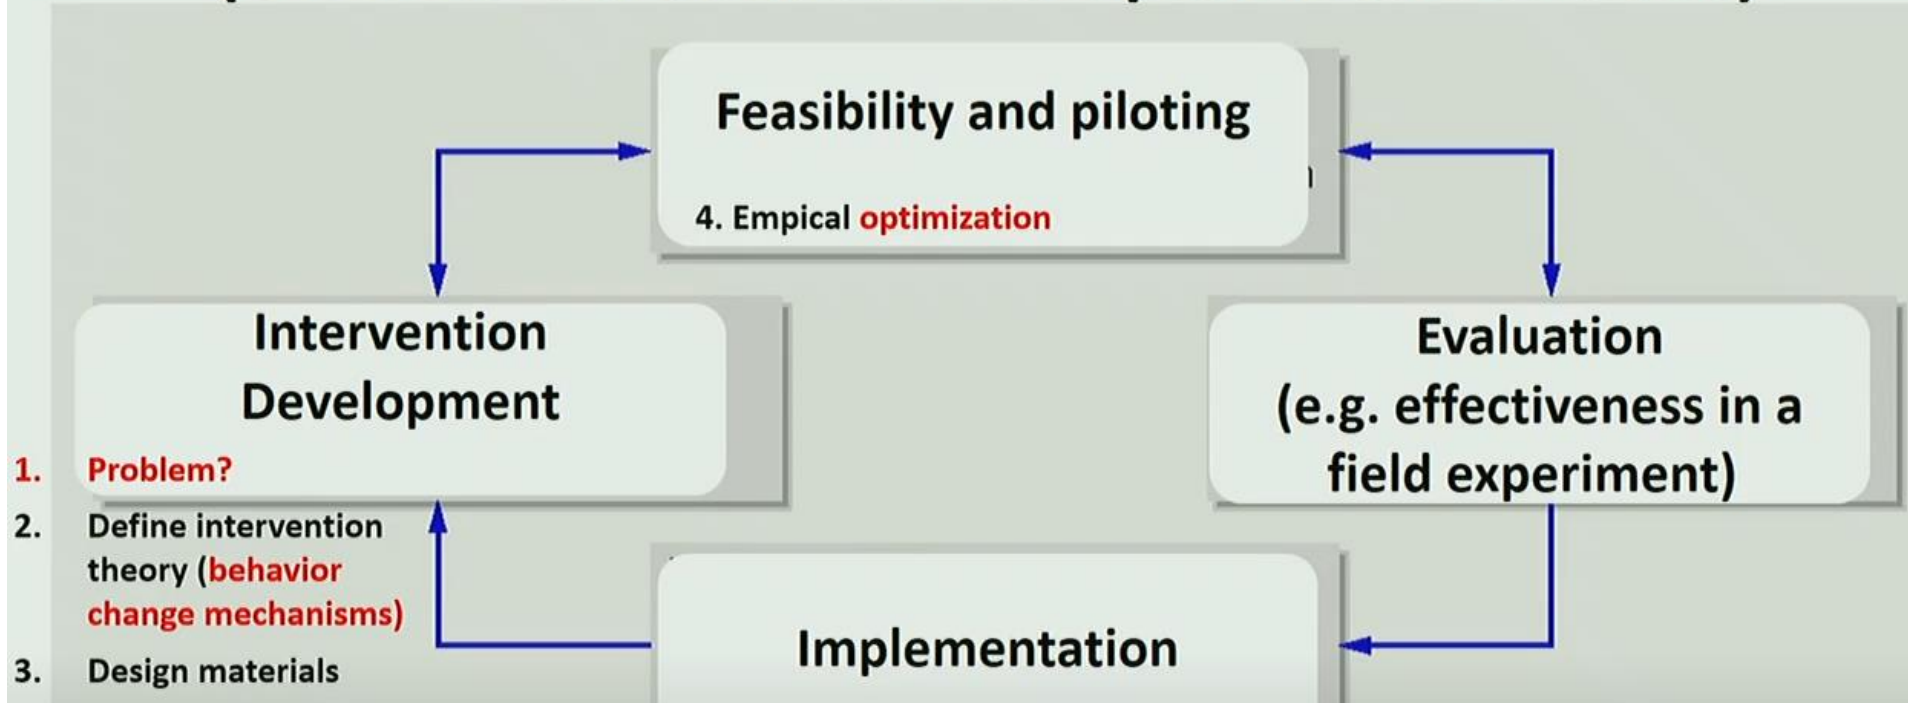 Feasibility and piloting
4. Empical optimization
Intervention
Development
1. Problem?
2. Define intervention
theory (behavior
change mechanisms)
3. Design materials
Evaluation
(e.g. effectiveness in a
field experiment)
Implementation